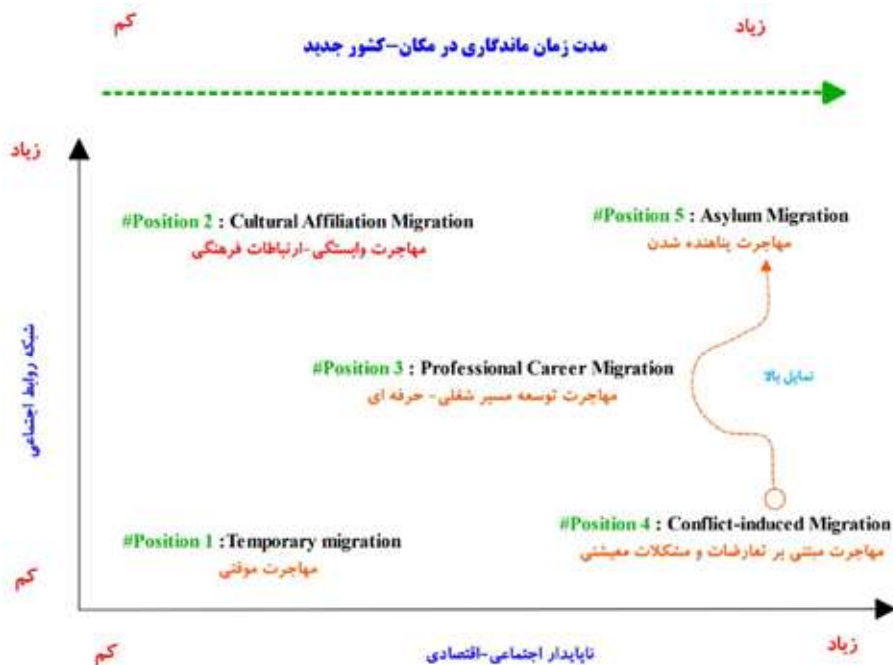 کم
زیاد
مدت زمان ماندگاری در مکان-کشور جدید
زیاد
#Position 2 : Cultural Affiliation Migration
مهاجرت وابستگی-ارتباطات فرهنگی
#Position 5 : Asylum Migration
مهاجرت پناهنده شدن
شبکه روابط اجتماعی
#Position 3 : Professional Career Migration
مهاجرت توسعه مسیر شغلی- حرفه ای
تمایل بالا
#Position 4 : Conflict-induced Migration
مهاجرت مبتنی بر تعارضات و مشکلات معیشتی
#Position 1 :Temporary migration
مهاجرت موقتی
کم
کم
ناپایدار اجتماعی-اقتصادی
زیاد